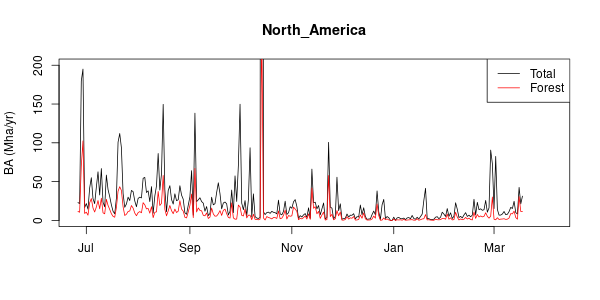 North_America
BA (Mha/yr)
200
150
100
50
0
Total
Forest
Jul Sep Nov Jan Mar